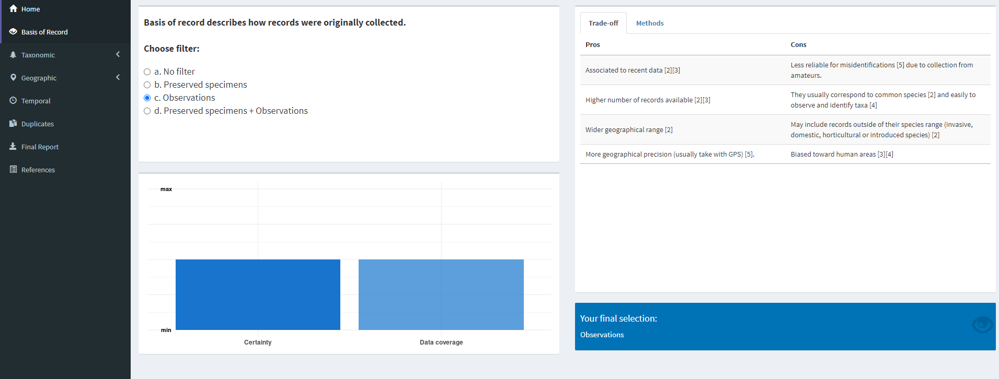 Home
Basis of Record
Taxonomic
Geographic
Temporal
Duplicates
Final Report
References
Basis of record describes how records were originally collected.
Choose filter:
a. No filter
b. Preserved specimens
c. Observations
d. Preserved specimens + Observations
max
min
Certainty
Data coverage
Trade-off
Methods
Pros
Cons
Associated to recent data [2][3]
Less reliable for misidentifications [5] due to collection from
amateurs.
Higher number of records available [2][3]
They usually correspond to common species [2] and easily to
observe and identify taxa [4]
Wider geographical range [2]
May include records outside of their species range (invasive,
domestic, horticultural or introduced species) [2]
More geographical precision (usually take with GPS) [5].
Biased toward human areas [3][4]
Your final selection:
Observations